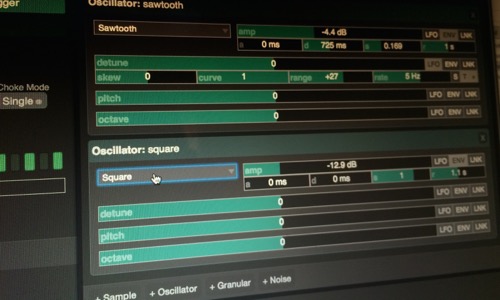 gger
Oscillator: sawtooth
Sawtooth
amp -4.4 dB LFO ENV LNK
a 0 ms d 725 ms s 0.169 r 1 s
detune 0 LFO ENV LNK
skew 0 curve 1 range +27 rate 5 Hz S T
pitch 0 LFO ENV LNK
octave 0 LFO ENV LNK
Choke Mode
Single
Oscillator: square
Square
amp -12.9 dB LFO ENV LNK
a 0 ms d 0 ms s 1 r 1.1 s
detune 0 LFO ENV LNK
pitch 0 LFO ENV LNK
octave 0 LFO ENV LNK
+ Sample + Oscillator + Granular + Noise